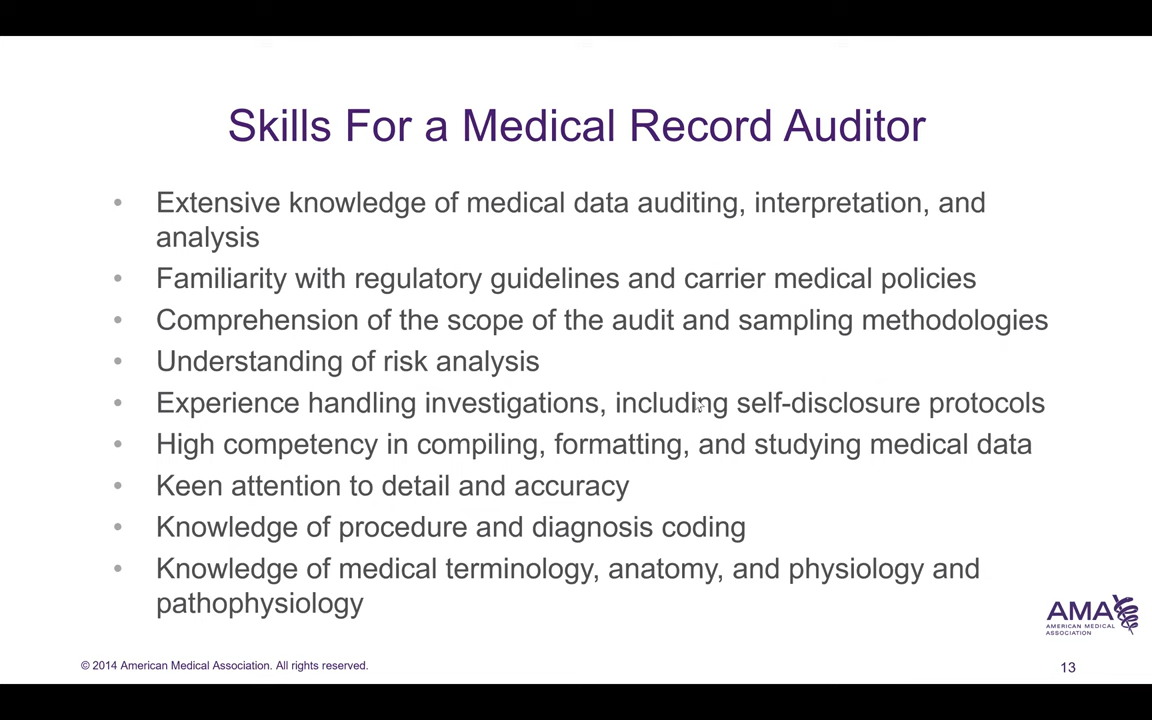 Skills For a Medical Record Auditor
• Extensive knowledge of medical data auditing, interpretation, and
analysis
• Familiarity with regulatory guidelines and carrier medical policies
• Comprehension of the scope of the audit and sampling methodologies
• Understanding of risk analysis
• Experience handling investigations, including self-disclosure protocols
• High competency in compiling, formatting, and studying medical data
• Keen attention to detail and accuracy
• Knowledge of procedure and diagnosis coding
• Knowledge of medical terminology, anatomy, and physiology and
pathophysiology
AMA
AMERICAN MEDICAL
ASSOCIATION
© 2014 American Medical Association. All rights reserved.
13